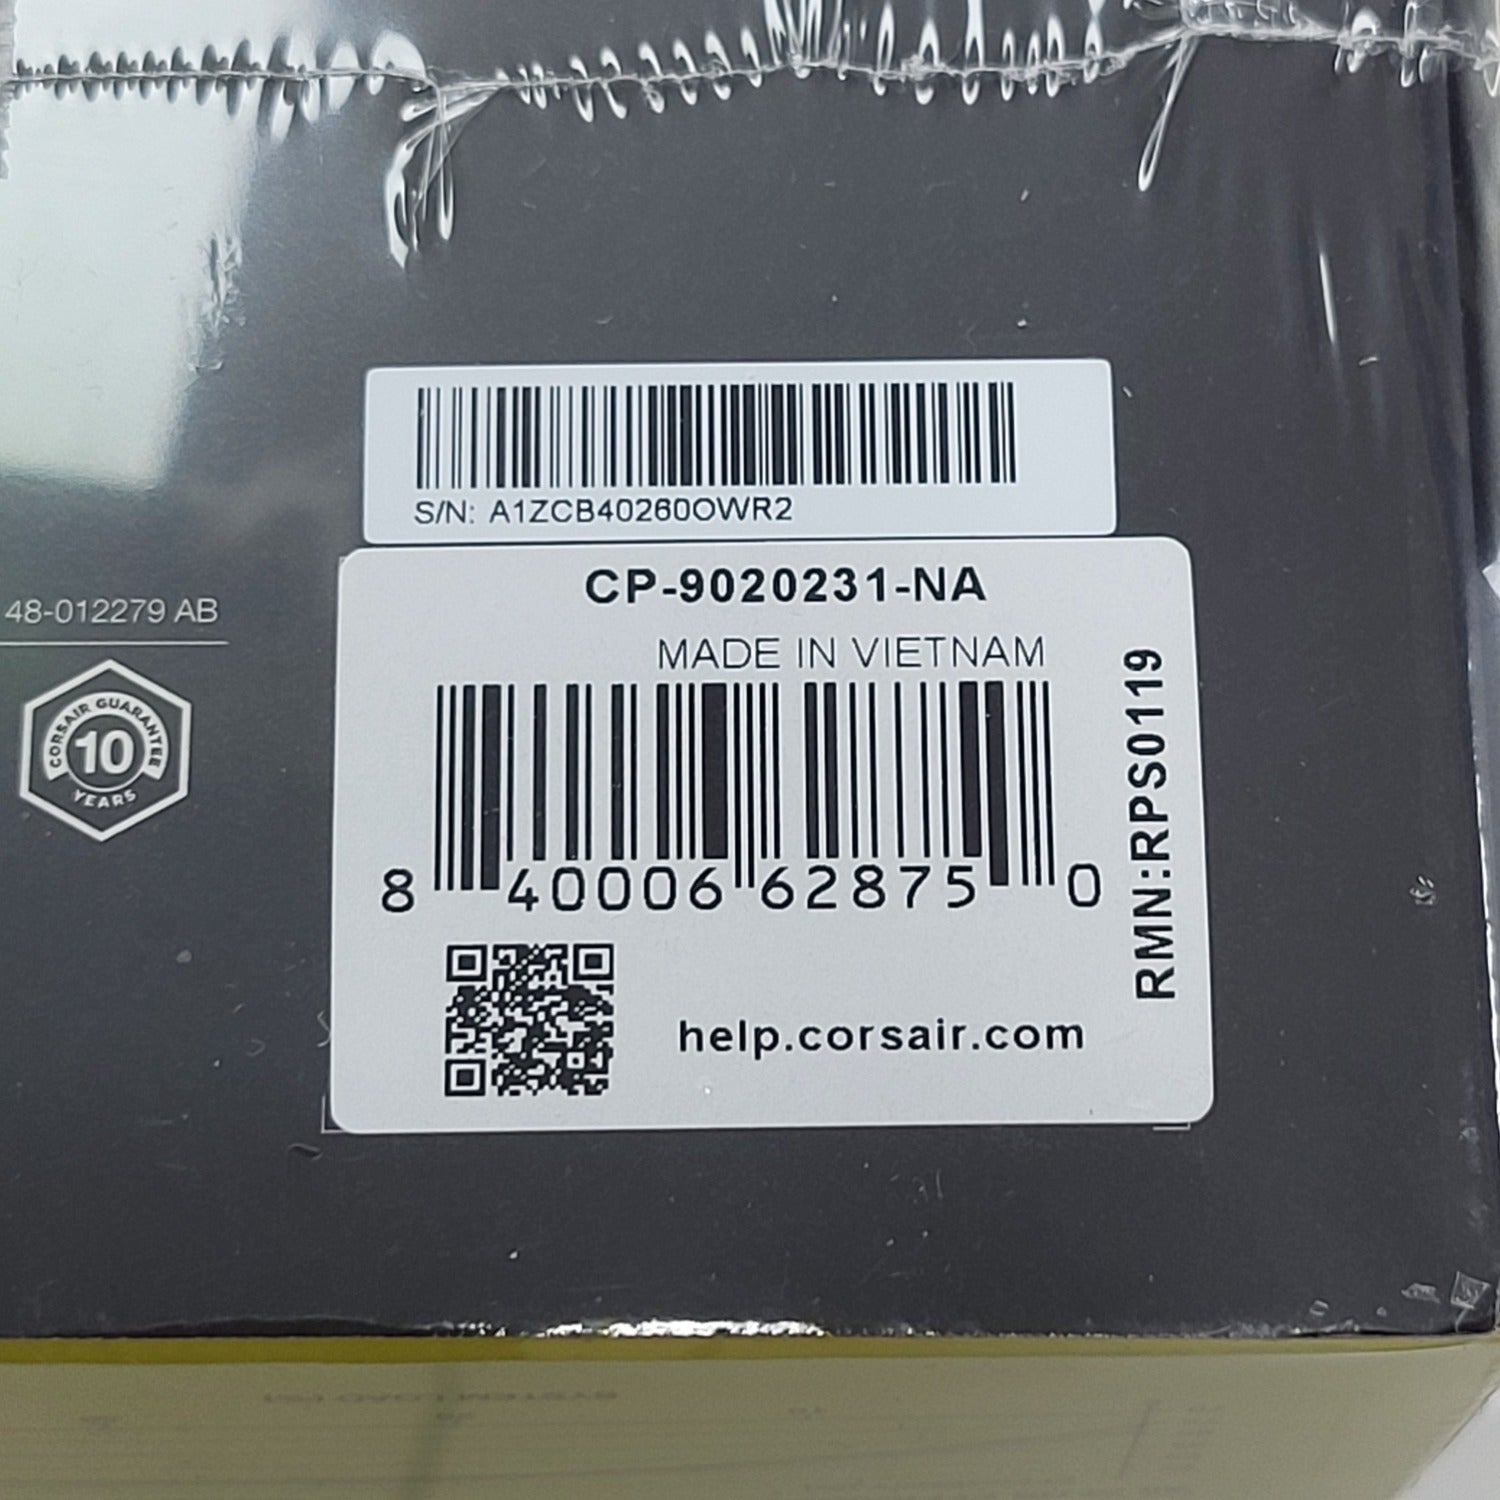 S/N: A1ZCB40260OWR2
CP-9020231-NA
MADE IN VIETNAM
8 40006 62875 0
RMN:RPS0119
help.corsair.com
48-012279 AB
CORSAIR GUARANTEE
10
YEARS